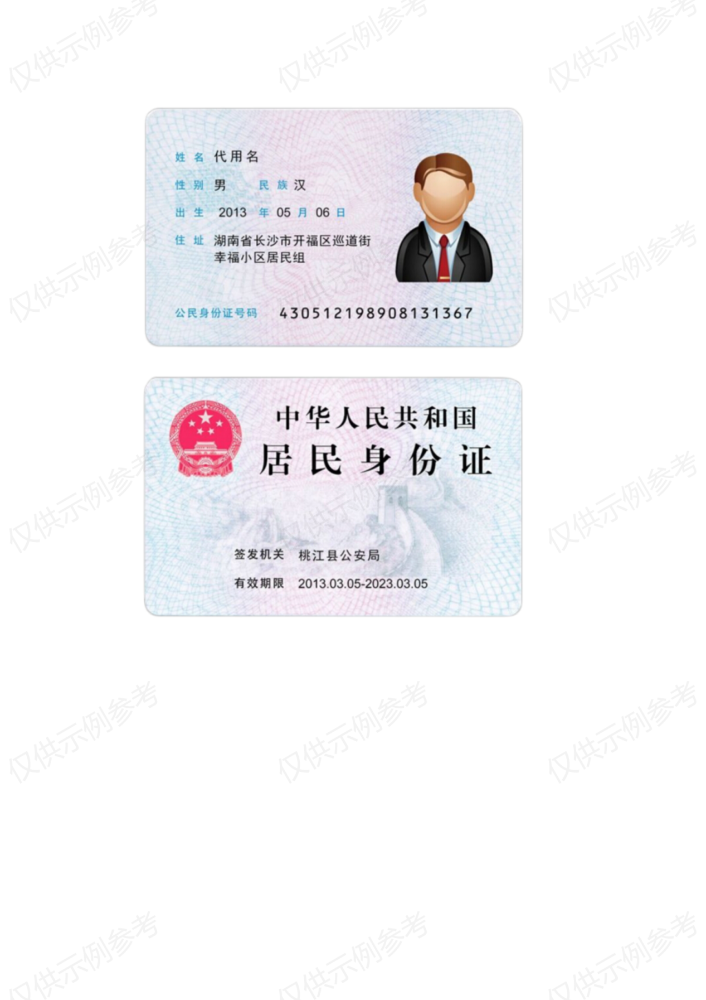 仅供示例参考 仅供示例参考 仅供示例参考
姓名 代用名
性别 男 民族 汉
出生 2013 年 05 月 06 日
住址 湖南省长沙市开福区巡道街
幸福小区居民组
仅供示例参考 仅供示例参考 仅供示例参考
公民身份证号码 430512198908131367
中华人民共和国
居民身份证
仅供示例参考 仅供示例参考 仅供示例参考
签发机关 桃江县公安局
有效期限 2013.03.05-2023.03.05
仅供示例参考 仅供示例参考 仅供示例参考
仅供示例参考 仅供示例参考 仅供示例参考